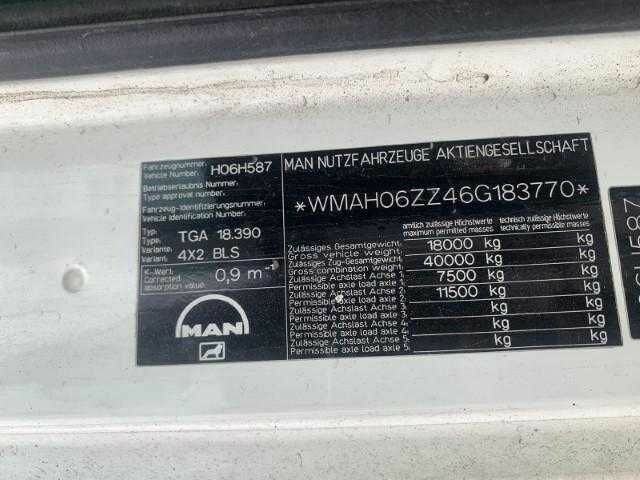 Fahrzeugnummer:
Vehicle Number: H06H587
Betriebserlaubnis Nummer:
Type approval number:
Fahrzeug-Identifizierungsnummer:
Vehicle Identification Number:
Typ:
Type: TGA 18.390
Variante:
Variant: 4X2 BLS
K-Wert:
Corrected 0,9 m⁻¹
absorption value:
MAN
MAN NUTZFAHRZEUGE AKTIENGESELLSCHAFT
*WMAH06ZZ46G183770*
amtlich zulässige Höchstwerte technisch zulässige Höchstwerte
maximum permitted masses technically permitted masses
Zulässiges Gesamtgewicht: 18000 kg kg
Gross vehicle weight:
Zulässiges Zug-Gesamtgewicht: 40000 kg kg
Gross combination weight:
Zulässige Achslast Achse 1: 7500 kg kg
Permissible axle load axle 1:
Zulässige Achslast Achse 2: 11500 kg kg
Permissible axle load axle 2:
Zulässige Achslast Achse 3: kg kg
Permissible axle load axle 3:
Zulässige Achslast Achse 4: kg kg
Permissible axle load axle 4:
Zulässige Achslast Achse 5: kg kg
Permissible axle load axle 5: